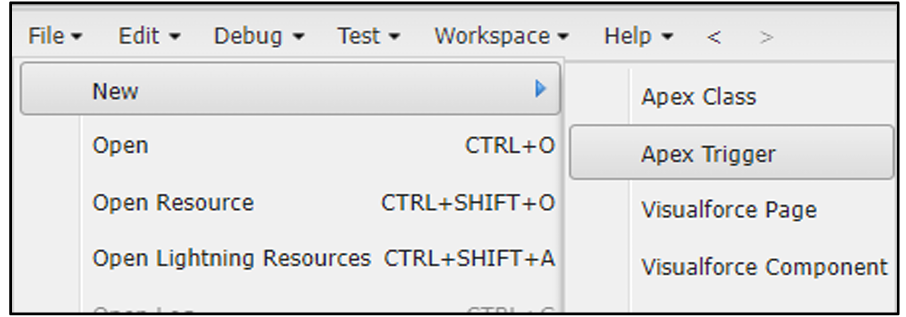 File ▾ Edit ▾ Debug ▾ Test ▾ Workspace ▾ Help ▾ < >
New
Open CTRL+O
Open Resource CTRL+SHIFT+O
Open Lightning Resources CTRL+SHIFT+A
Apex Class
Apex Trigger
Visualforce Page
Visualforce Component